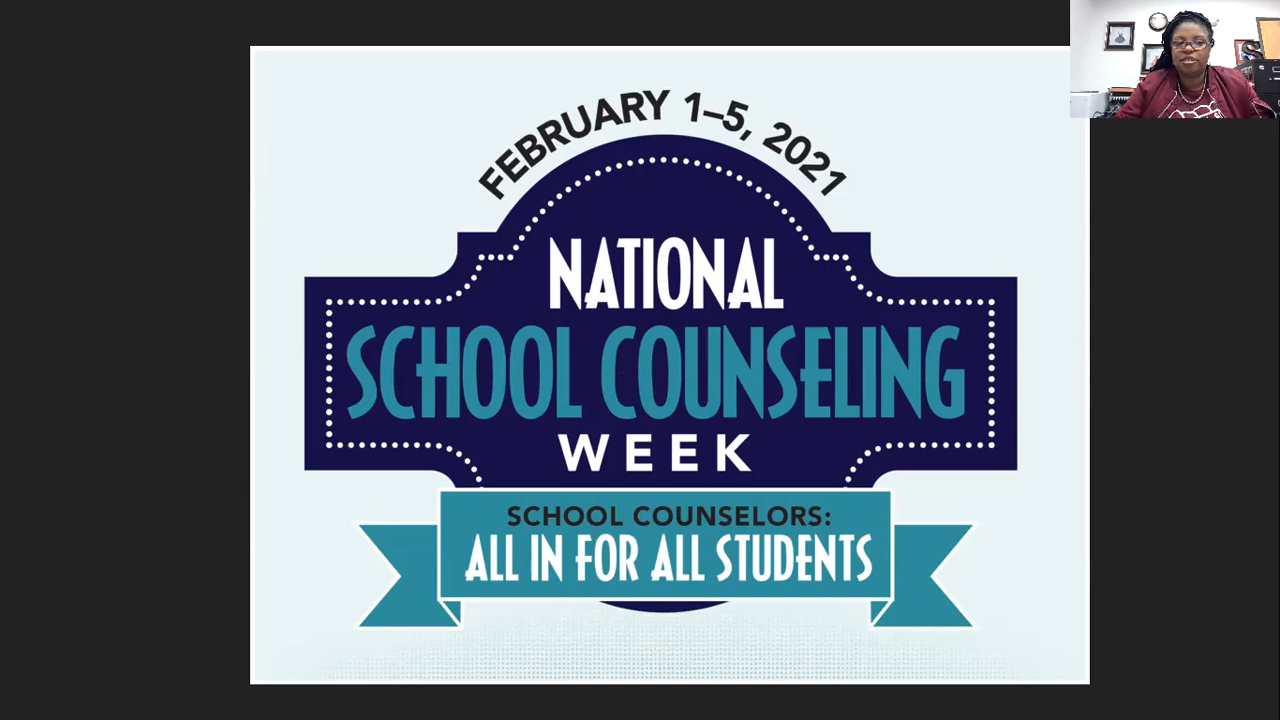 FEBRUARY 1–5, 2021
NATIONAL
SCHOOL COUNSELING
WEEK
SCHOOL COUNSELORS:
ALL IN FOR ALL STUDENTS